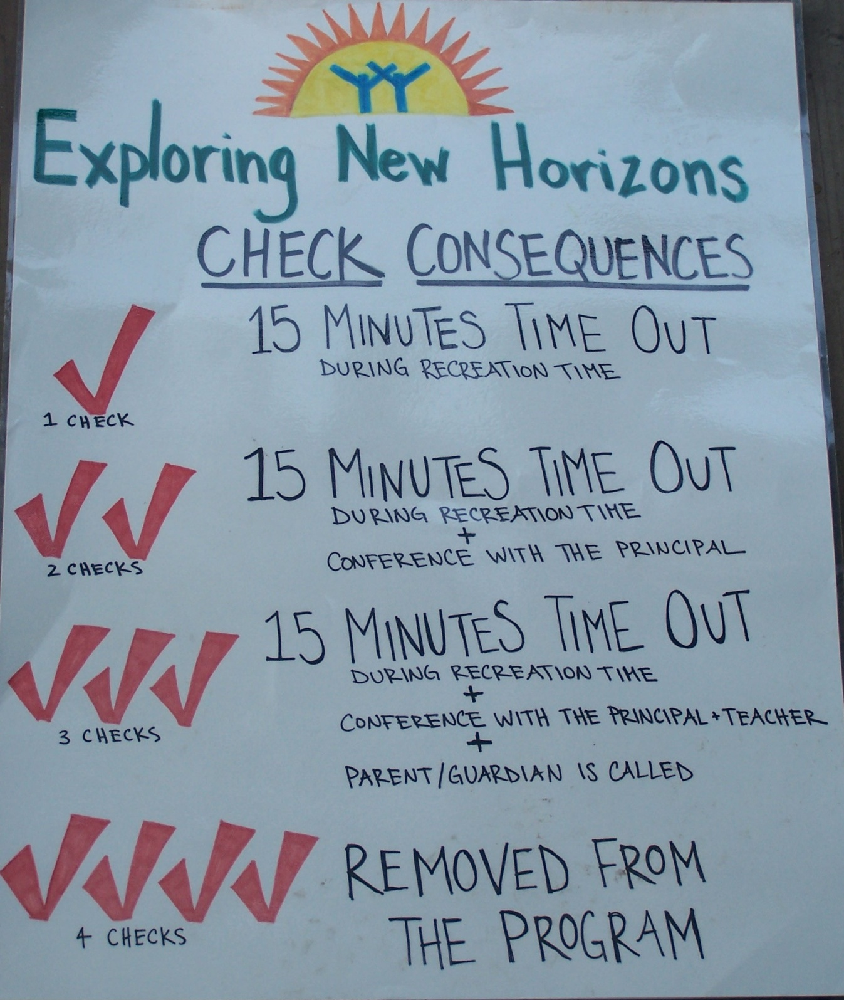 Exploring New Horizons
CHECK CONSEQUENCES
15 MINUTES TIME OUT
DURING RECREATION TIME
1 CHECK
15 MINUTES TIME OUT
DURING RECREATION TIME
+
CONFERENCE WITH THE PRINCIPAL
2 CHECKS
15 MINUTES TIME OUT
DURING RECREATION TIME
+
CONFERENCE WITH THE PRINCIPAL + TEACHER
+
PARENT/GUARDIAN IS CALLED
3 CHECKS
REMOVED FROM
THE PROGRAM
4 CHECKS